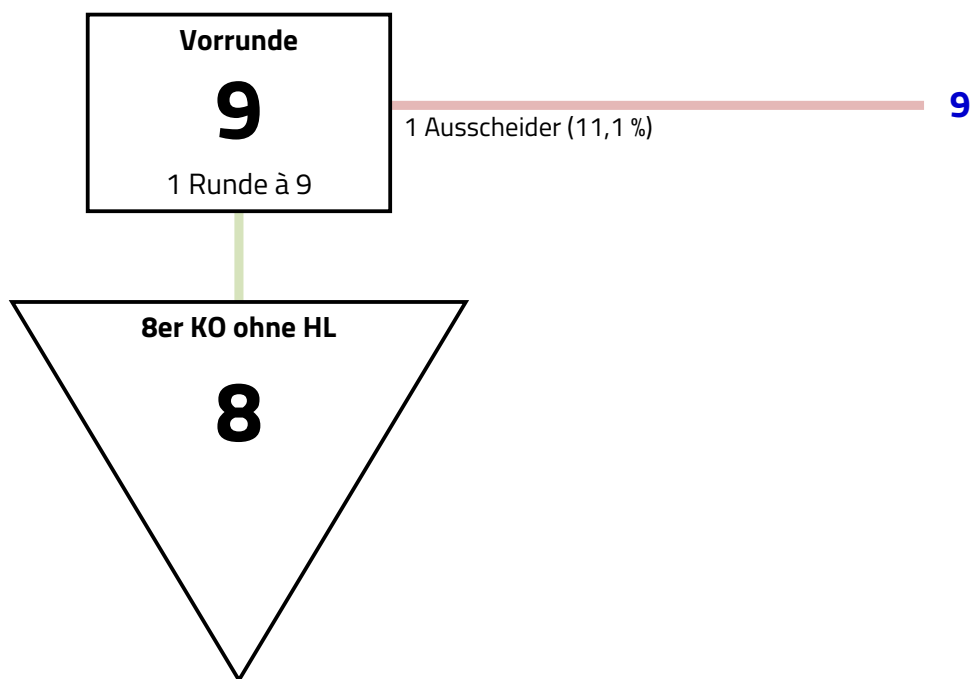 Vorrunde
9
1 Runde à 9
1 Ausscheider (11,1 %)
9
8er KO ohne HL
8